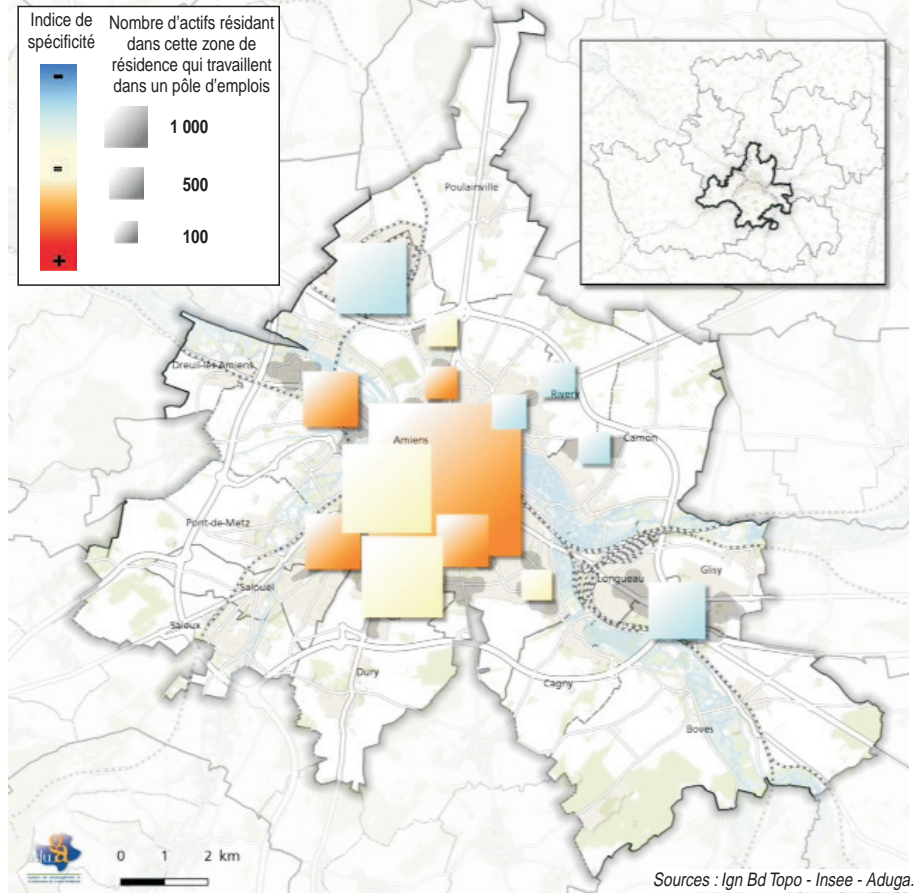 Indice de
spécificité
-
=
+
Nombre d'actifs résidant
dans cette zone de
résidence qui travaillent
dans un pôle d'emplois
1 000
500
100
Poulainville
Dreuil-lès-Amiens
Rivery
Amiens
Camon
Pont-de-Metz
Salouel
Longueau
Glisy
Saleux
Dury
Cagny
Boves
0 1 2 km
Sources : Ign Bd Topo - Insee - Aduga